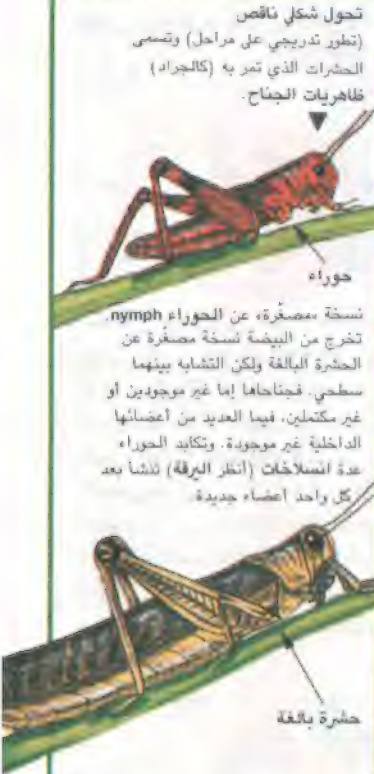 تحول شكلي ناقص
(تطور تدريجي على مراحل) وتسمى
الحشرات الذي تمر به (كالجراد)
ظاهريات الجناح.
حوراء
نسخة «مصغّرة» عن الحوراء nymph.
تخرج من البيضة نسخة مصغّرة عن
الحشرة البالغة ولكن التشابه بينهما
سطحي. فجناحاها إما غير موجودين أو
غير مكتملين، فيما العديد من أعضائها
الداخلية غير موجودة. وتكابد الحوراء
عدة انسلاخات (أنظر اليرقة) تنشأ بعد
كل واحد أعضاء جديدة.
حشرة بالغة